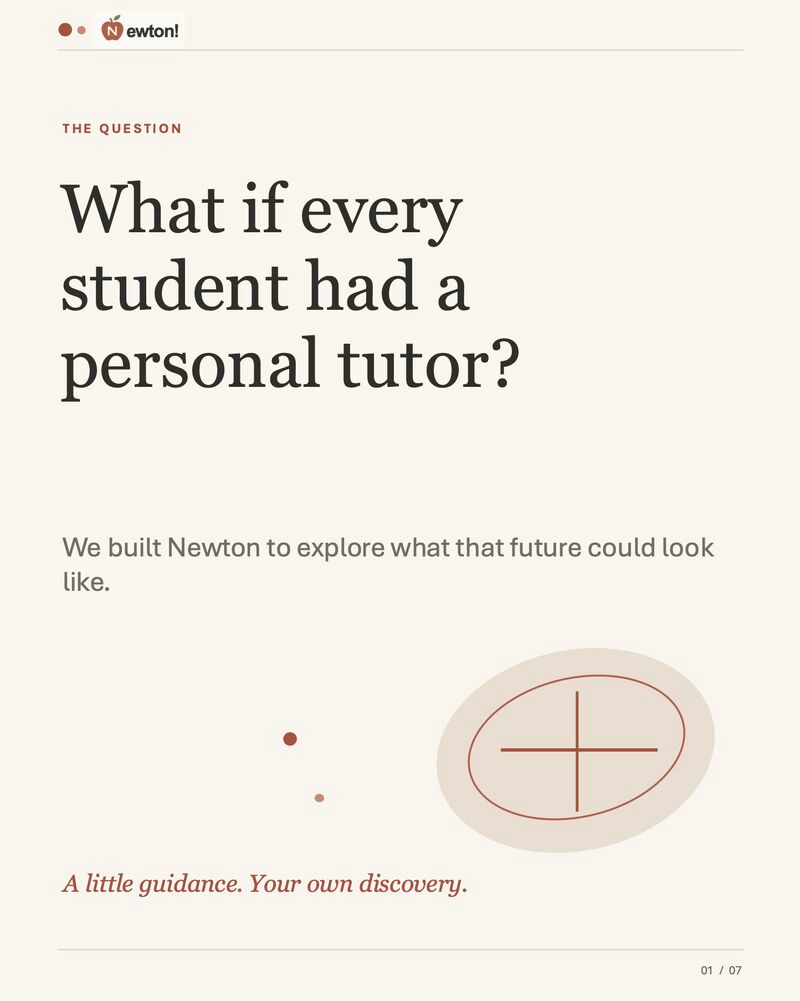 Newton!
THE QUESTION
What if every
student had a
personal tutor?
We built Newton to explore what that future could look
like.
A little guidance. Your own discovery.
01 / 07